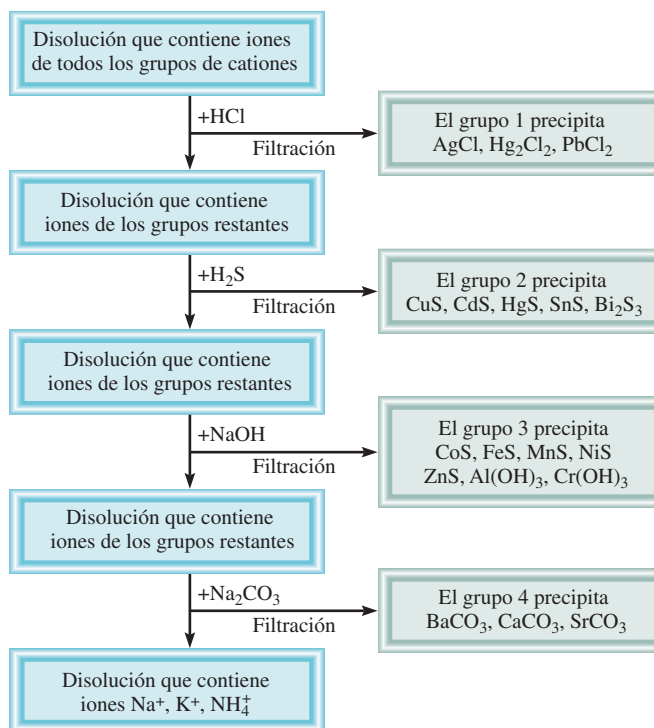 Disolución que contiene iones
de todos los grupos de cationes
+HCl
Filtración
El grupo 1 precipita
AgCl, Hg₂Cl₂, PbCl₂
Disolución que contiene
iones de los grupos restantes
+H₂S
Filtración
El grupo 2 precipita
CuS, CdS, HgS, SnS, Bi₂S₃
Disolución que contiene
iones de los grupos restantes
+NaOH
Filtración
El grupo 3 precipita
CoS, FeS, MnS, NiS
ZnS, Al(OH)₃, Cr(OH)₃
Disolución que contiene
iones de los grupos restantes
+Na₂CO₃
Filtración
El grupo 4 precipita
BaCO₃, CaCO₃, SrCO₃
Disolución que contiene
iones Na⁺, K⁺, NH₄⁺